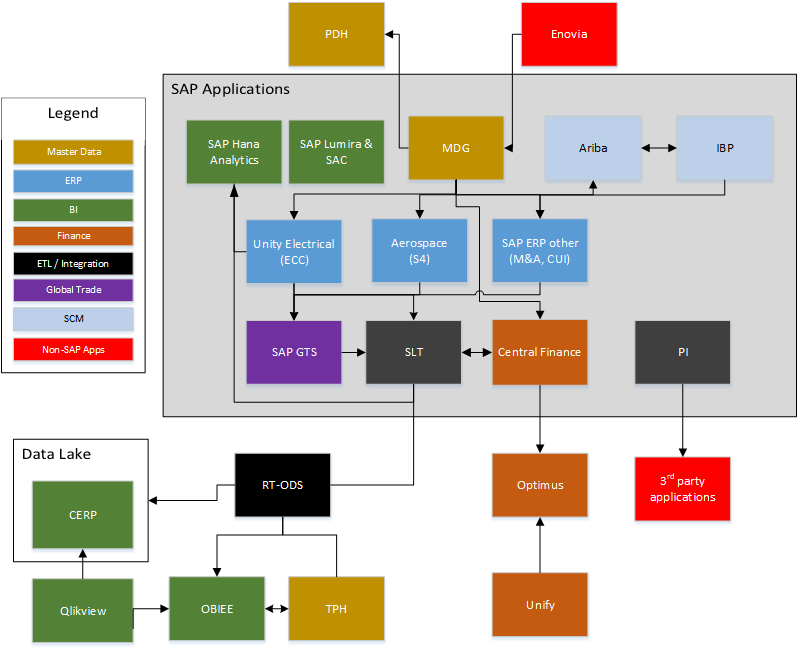 PDH
Enovia
SAP Applications
Legend
Master Data
ERP
BI
Finance
ETL / Integration
Global Trade
SCM
Non-SAP Apps
SAP Hana
Analytics
SAP Lumira &
SAC
MDG
Ariba
IBP
Unity Electrical
(ECC)
Aerospace
(S4)
SAP ERP other
(M&A, CUI)
SAP GTS
SLT
Central Finance
PI
Data Lake
CERP
RT-ODS
Optimus
3rd party
applications
Qlikview
OBIEE
TPH
Unify